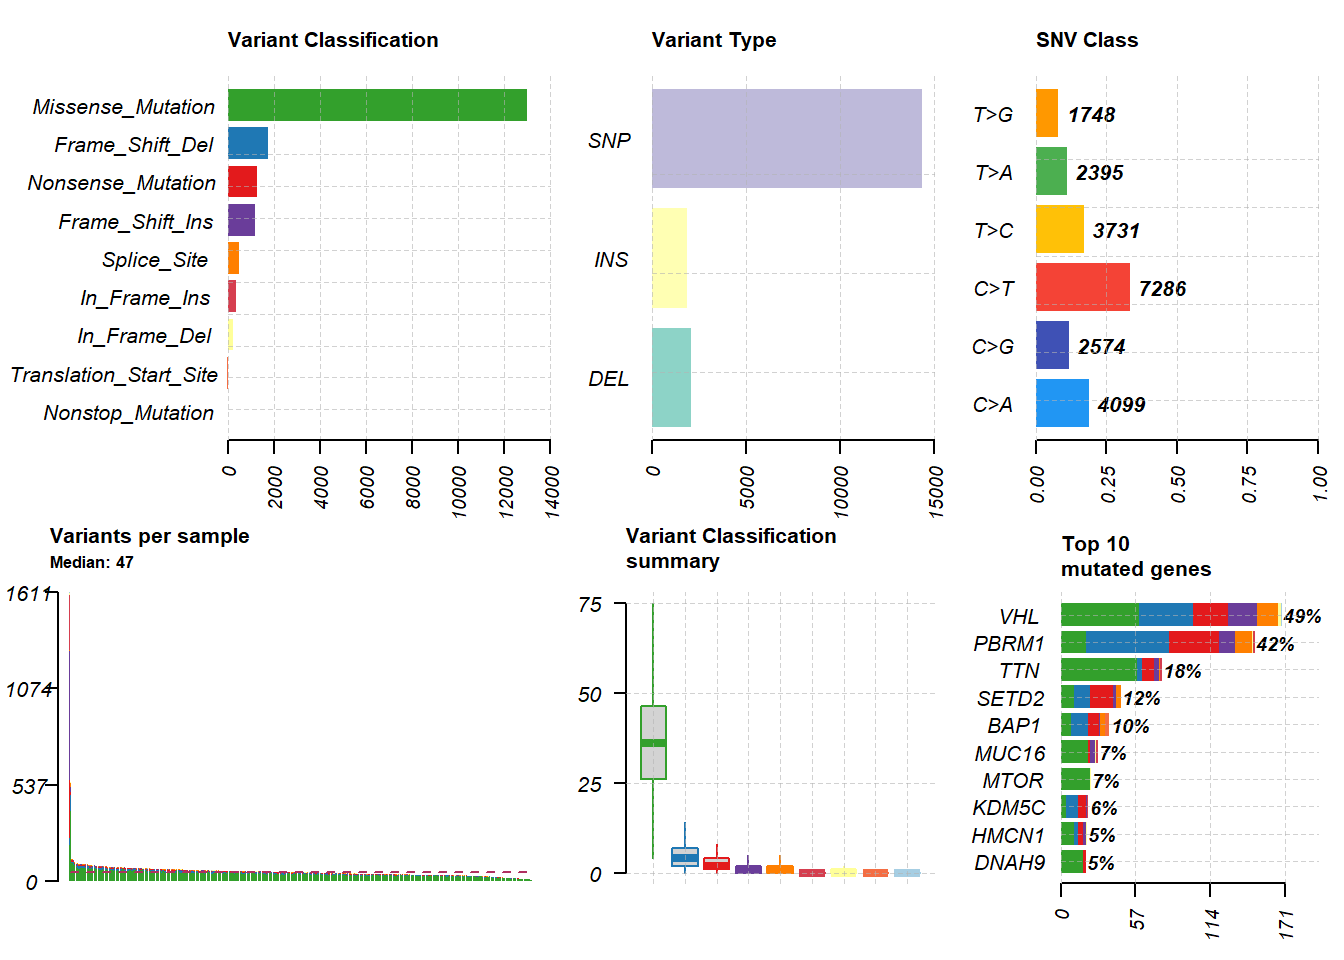 Variant Classification
Missense_Mutation
Frame_Shift_Del
Nonsense_Mutation
Frame_Shift_Ins
Splice_Site
In_Frame_Ins
In_Frame_Del
Translation_Start_Site
Nonstop_Mutation
0
2000
4000
6000
8000
10000
12000
14000
Variant Type
SNP
INS
DEL
0
5000
10000
15000
SNV Class
T>G 1748
T>A 2395
T>C 3731
C>T 7286
C>G 2574
C>A 4099
0.00
0.25
0.50
0.75
1.00
Variants per sample
Median: 47
1611
1074
537
0
Variant Classification
summary
75
50
25
0
Top 10
mutated genes
VHL 49%
PBRM1 42%
TTN 18%
SETD2 12%
BAP1 10%
MUC16 7%
MTOR 7%
KDM5C 6%
HMCN1 5%
DNAH9 5%
0
57
114
171